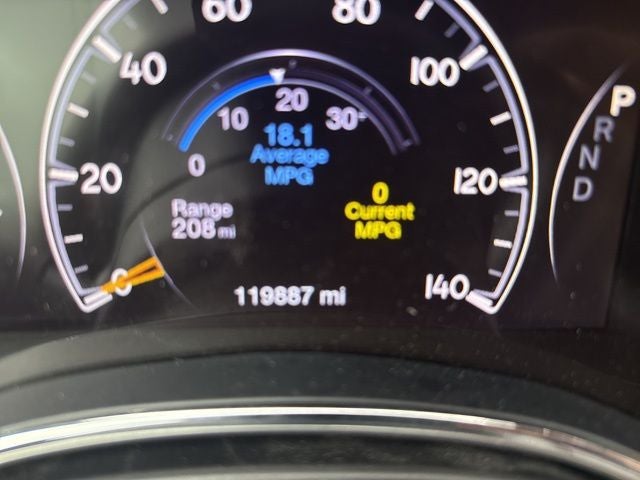 60 80
40 100
20
10 30+
18.1
Average
MPG
0
20 120
0
Current
MPG
Range
208 mi
0
119887 mi
140
P
R
N
D